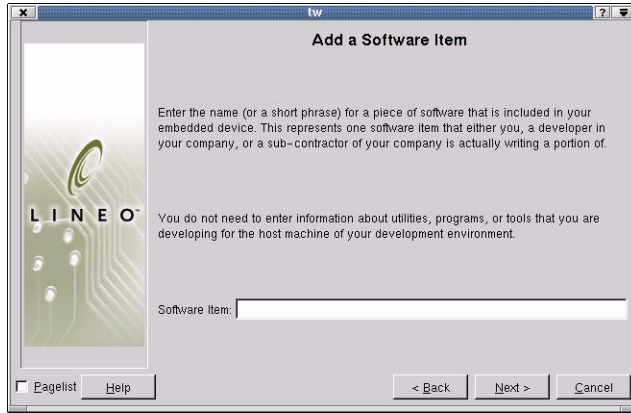 tw
?
Add a Software Item
Enter the name (or a short phrase) for a piece of software that is included in your
embedded device. This represents one software item that either you, a developer in
your company, or a sub-contractor of your company is actually writing a portion of.
LINEO™
You do not need to enter information about utilities, programs, or tools that you are
developing for the host machine of your development environment.
Software Item:
Pagelist
Help
< Back
Next >
Cancel